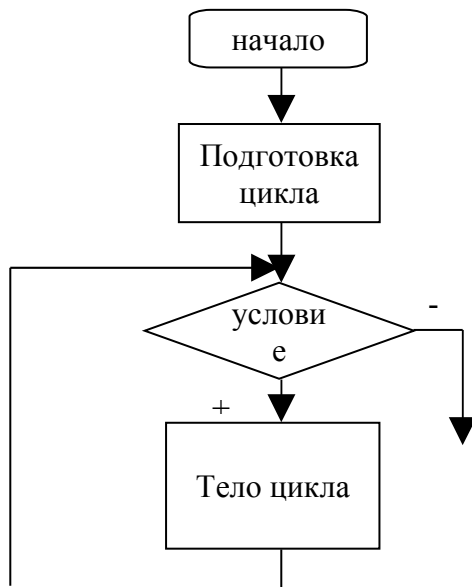 начало
Подготовка
цикла
услови
е
-
+
Тело цикла